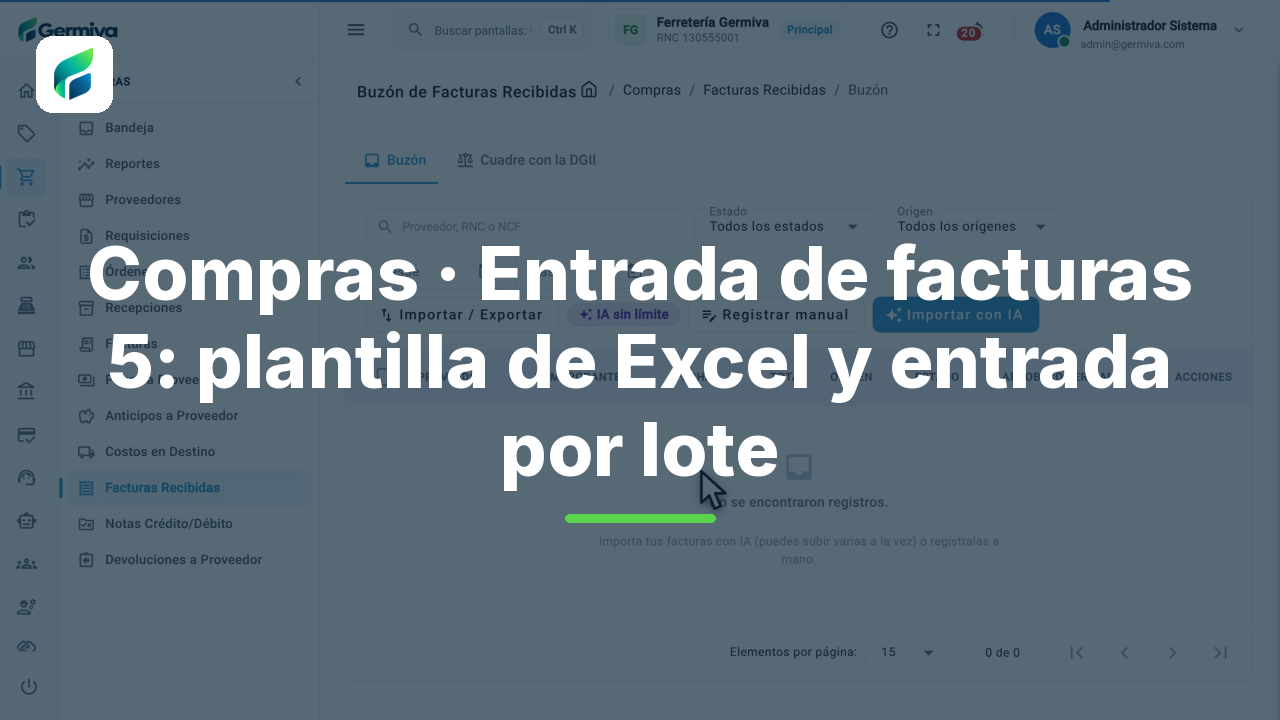 Germiva
Buscar pantallas:
Ctrl K
FG
Ferretería Germiva
RNC 130555001
Principal
20
AS
Administrador Sistema
admin@germiva.com
Buzón de Facturas Recibidas
/ Compras / Facturas Recibidas / Buzón
Bandeja
Reportes
Proveedores
Requisiciones
Recepciones
Anticipos a Proveedor
Costos en Destino
Facturas Recibidas
Notas Crédito/Débito
Devoluciones a Proveedor
Buzón
Cuadre con la DGII
Proveedor, RNC o NCF
Estado
Todos los estados
Origen
Todos los orígenes
Compras · Entrada de facturas
5: plantilla de Excel y entrada
por lote
Importar / Exportar
IA sin límite
Registrar manual
Importar con IA
ACCIONES
se encontraron registros.
Importa tus facturas con IA (puedes subir varias a la vez) o regístralas a
mano.
Elementos por página:
15
0 de 0